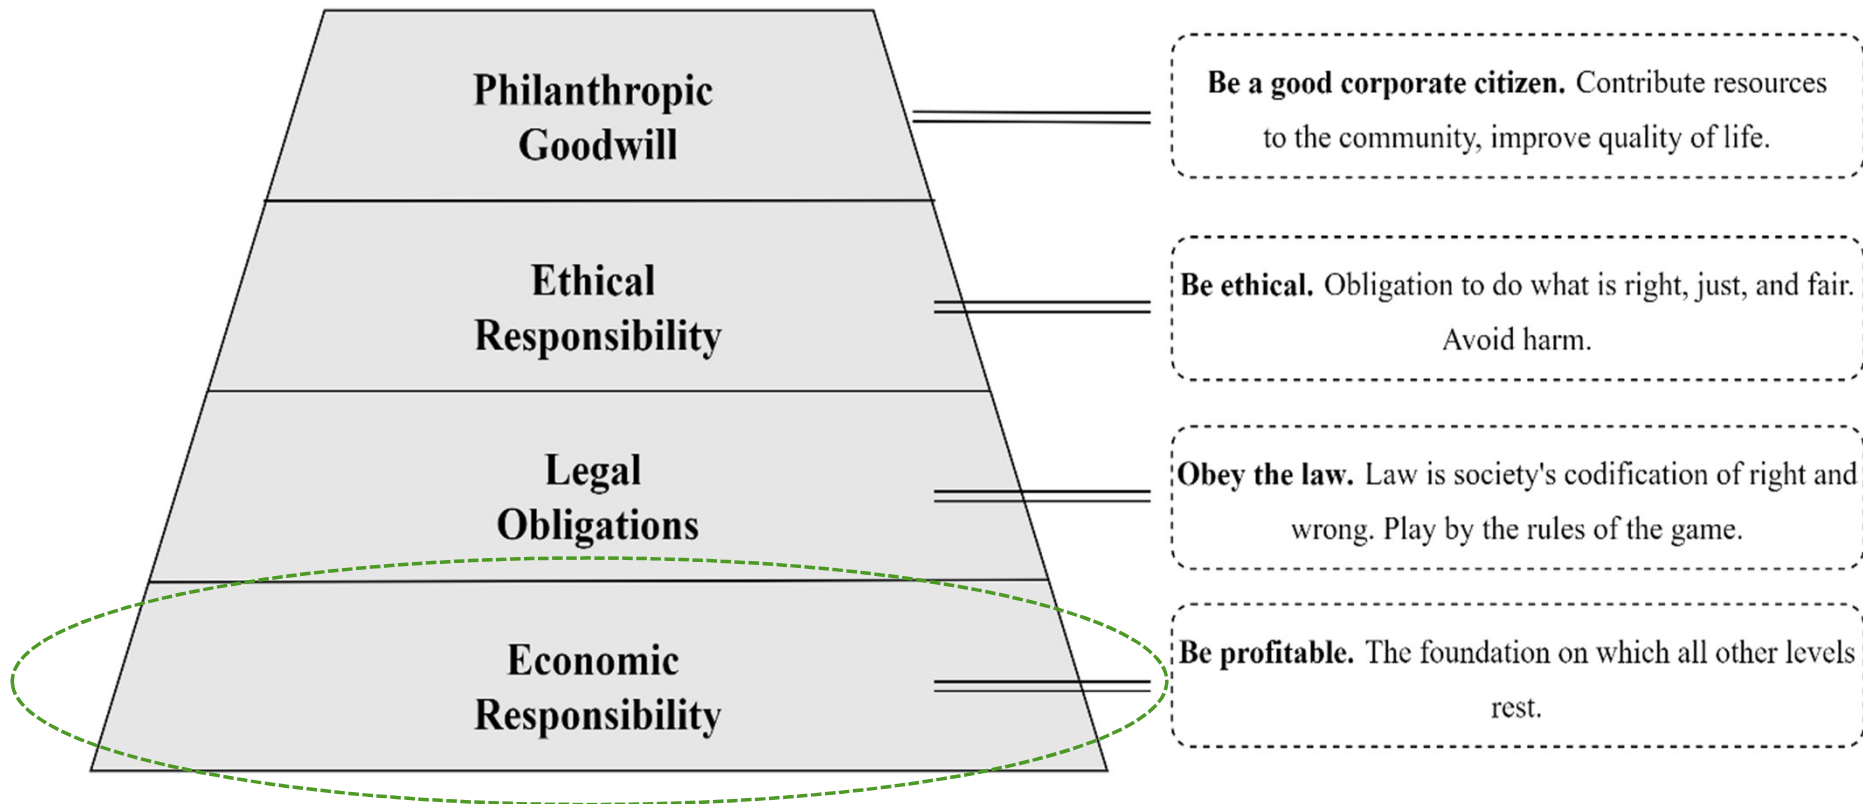 Philanthropic
Goodwill
Be a good corporate citizen. Contribute resources
to the community, improve quality of life.
Ethical
Responsibility
Be ethical. Obligation to do what is right, just, and fair.
Avoid harm.
Legal
Obligations
Obey the law. Law is society's codification of right and
wrong. Play by the rules of the game.
Economic
Responsibility
Be profitable. The foundation on which all other levels
rest.